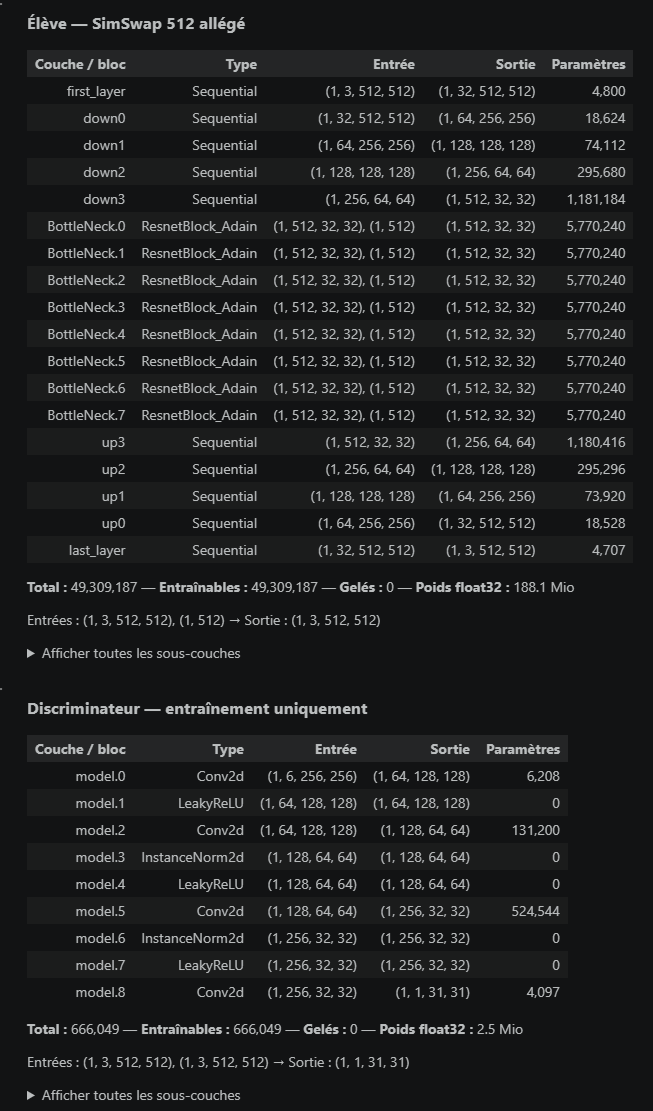 Élève — SimSwap 512 allégé
Couche / bloc Type Entrée Sortie Paramètres
first_layer Sequential (1, 3, 512, 512) (1, 32, 512, 512) 4,800
down0 Sequential (1, 32, 512, 512) (1, 64, 256, 256) 18,624
down1 Sequential (1, 64, 256, 256) (1, 128, 128, 128) 74,112
down2 Sequential (1, 128, 128, 128) (1, 256, 64, 64) 295,680
down3 Sequential (1, 256, 64, 64) (1, 512, 32, 32) 1,181,184
BottleNeck.0 ResnetBlock_Adain (1, 512, 32, 32), (1, 512) (1, 512, 32, 32) 5,770,240
BottleNeck.1 ResnetBlock_Adain (1, 512, 32, 32), (1, 512) (1, 512, 32, 32) 5,770,240
BottleNeck.2 ResnetBlock_Adain (1, 512, 32, 32), (1, 512) (1, 512, 32, 32) 5,770,240
BottleNeck.3 ResnetBlock_Adain (1, 512, 32, 32), (1, 512) (1, 512, 32, 32) 5,770,240
BottleNeck.4 ResnetBlock_Adain (1, 512, 32, 32), (1, 512) (1, 512, 32, 32) 5,770,240
BottleNeck.5 ResnetBlock_Adain (1, 512, 32, 32), (1, 512) (1, 512, 32, 32) 5,770,240
BottleNeck.6 ResnetBlock_Adain (1, 512, 32, 32), (1, 512) (1, 512, 32, 32) 5,770,240
BottleNeck.7 ResnetBlock_Adain (1, 512, 32, 32), (1, 512) (1, 512, 32, 32) 5,770,240
up3 Sequential (1, 512, 32, 32) (1, 256, 64, 64) 1,180,416
up2 Sequential (1, 256, 64, 64) (1, 128, 128, 128) 295,296
up1 Sequential (1, 128, 128, 128) (1, 64, 256, 256) 73,920
up0 Sequential (1, 64, 256, 256) (1, 32, 512, 512) 18,528
last_layer Sequential (1, 32, 512, 512) (1, 3, 512, 512) 4,707
Total : 49,309,187 — Entraînables : 49,309,187 — Gelés : 0 — Poids float32 : 188.1 Mio
Entrées : (1, 3, 512, 512), (1, 512) → Sortie : (1, 3, 512, 512)
▶ Afficher toutes les sous-couches
Discriminateur — entraînement uniquement
Couche / bloc Type Entrée Sortie Paramètres
model.0 Conv2d (1, 6, 256, 256) (1, 64, 128, 128) 6,208
model.1 LeakyReLU (1, 64, 128, 128) (1, 64, 128, 128) 0
model.2 Conv2d (1, 64, 128, 128) (1, 128, 64, 64) 131,200
model.3 InstanceNorm2d (1, 128, 64, 64) (1, 128, 64, 64) 0
model.4 LeakyReLU (1, 128, 64, 64) (1, 128, 64, 64) 0
model.5 Conv2d (1, 128, 64, 64) (1, 256, 32, 32) 524,544
model.6 InstanceNorm2d (1, 256, 32, 32) (1, 256, 32, 32) 0
model.7 LeakyReLU (1, 256, 32, 32) (1, 256, 32, 32) 0
model.8 Conv2d (1, 256, 32, 32) (1, 1, 31, 31) 4,097
Total : 666,049 — Entraînables : 666,049 — Gelés : 0 — Poids float32 : 2.5 Mio
Entrées : (1, 3, 512, 512), (1, 3, 512, 512) → Sortie : (1, 1, 31, 31)
▶ Afficher toutes les sous-couches